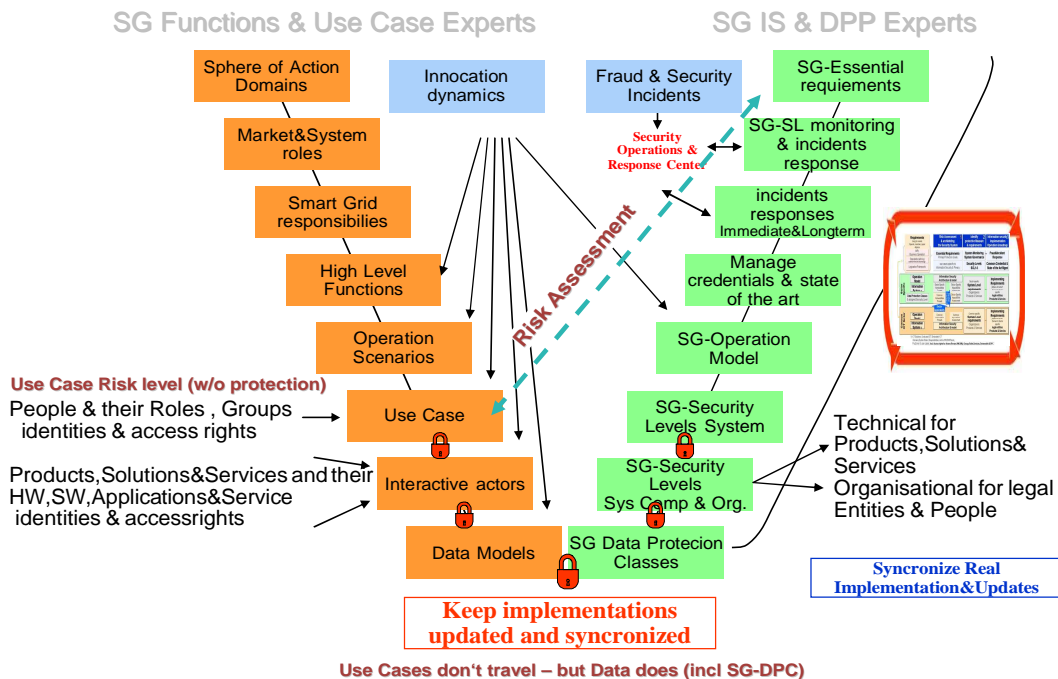 SG Functions & Use Case Experts
SG IS & DPP Experts
Sphere of Action
Domains
Innocation
dynamics
Fraud & Security
Incidents
SG-Essential
requiements
Market&System
roles
Security
Operations &
Response Center
SG-SL monitoring
& incidents
response
Smart Grid
responsibilies
incidents
responses
Immediate&Longterm
High Level
Functions
Risk Assessment
Manage
credentials & state
of the art
Operation
Scenarios
SG-Operation
Model
Use Case Risk level (w/o protection)
People & their Roles , Groups
identities & access rights
Use Case
SG-Security
Levels System
Technical for
Products,Solutions&
Services
Organisational for legal
Entities & People
Products,Solutions&Services and their
HW,SW,Applications&Service
identities & accessrights
Interactive actors
SG-Security
Levels
Sys Comp & Org.
Data Models
SG Data Protecion
Classes
Syncronize Real
Implementation&Updates
Keep implementations
updated and syncronized
Use Cases don‘t travel – but Data does (incl SG-DPC)